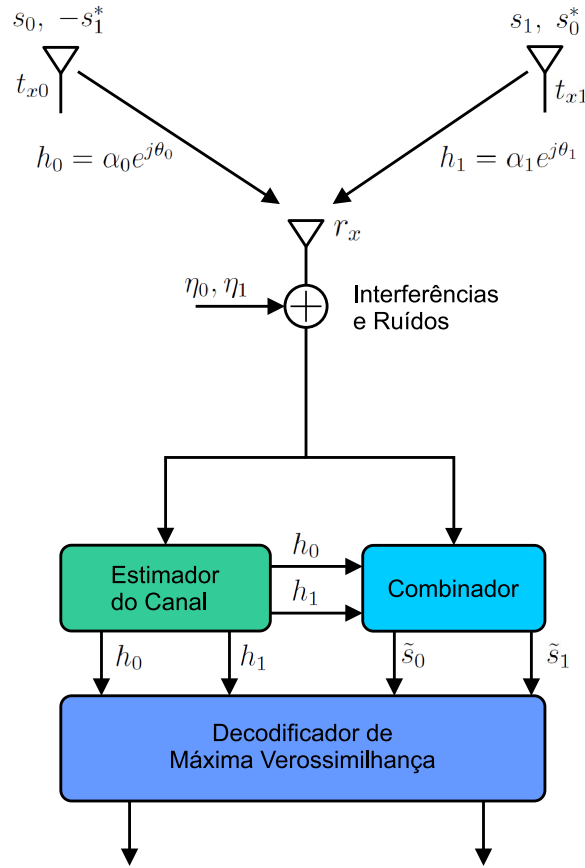 s₀, −s₁* s₁, s₀*
tₓ₀ tₓ₁
h₀ = α₀e^{jθ₀} h₁ = α₁e^{jθ₁}
rₓ
η₀, η₁
Interferências
e Ruídos
h₀
Estimador
do Canal
Combinador
h₁
h₀ h₁ s̃₀ s̃₁
Decodificador de
Máxima Verossimilhança